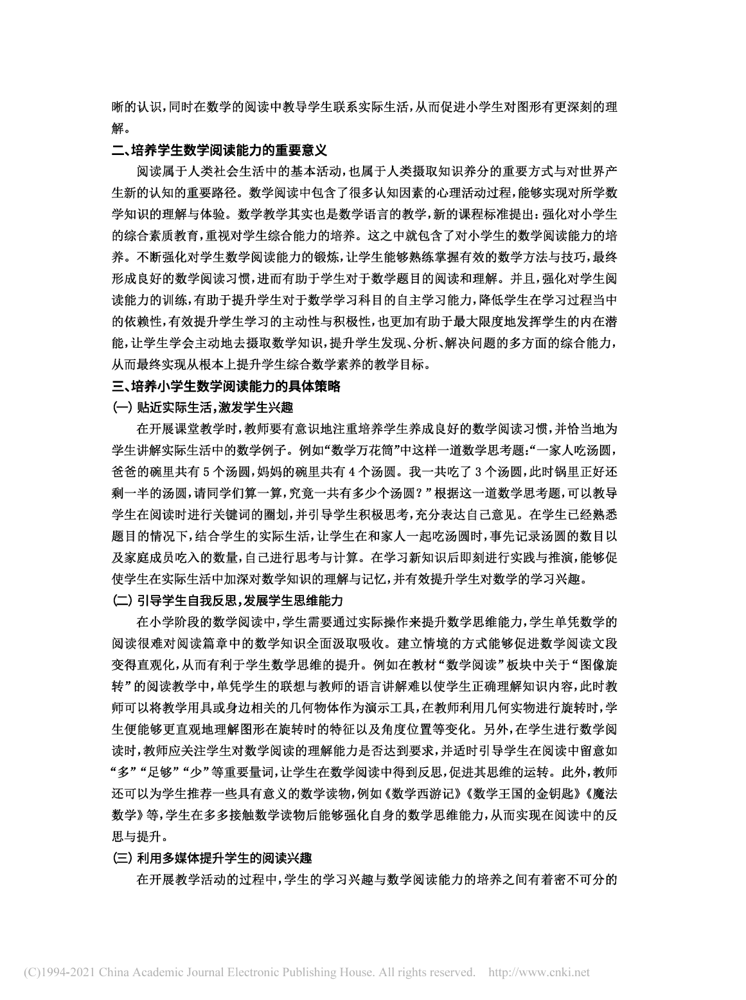 晰的认识,同时在数学的阅读中教导学生联系实际生活,从而促进小学生对图形有更深刻的理
解。
二、培养学生数学阅读能力的重要意义
阅读属于人类社会生活中的基本活动,也属于人类摄取知识养分的重要方式与对世界产
生新的认知的重要路径。数学阅读中包含了很多认知因素的心理活动过程,能够实现对所学数
学知识的理解与体验。数学教学其实也是数学语言的教学,新的课程标准提出:强化对小学生
的综合素质教育,重视对学生综合能力的培养。这之中就包含了对小学生的数学阅读能力的培
养。不断强化对学生数学阅读能力的锻炼,让学生能够熟练掌握有效的数学方法与技巧,最终
形成良好的数学阅读习惯,进而有助于学生对于数学题目的阅读和理解。并且,强化对学生阅
读能力的训练,有助于提升学生对于数学学习科目的自主学习能力,降低学生在学习过程当中
的依赖性,有效提升学生学习的主动性与积极性,也更加有助于最大限度地发挥学生的内在潜
能,让学生学会主动地去摄取数学知识,提升学生发现、分析、解决问题的多方面的综合能力,
从而最终实现从根本上提升学生综合数学素养的教学目标。
三、培养小学生数学阅读能力的具体策略
(一) 贴近实际生活,激发学生兴趣
在开展课堂教学时,教师要有意识地注重培养学生养成良好的数学阅读习惯,并恰当地为
学生讲解实际生活中的数学例子。例如“数学万花筒”中这样一道数学思考题:“一家人吃汤圆,
爸爸的碗里共有 5 个汤圆,妈妈的碗里共有 4 个汤圆。我一共吃了 3 个汤圆,此时锅里正好还
剩一半的汤圆,请同学们算一算,究竟一共有多少个汤圆?”根据这一道数学思考题,可以教导
学生在阅读时进行关键词的圈划,并引导学生积极思考,充分表达自己意见。在学生已经熟悉
题目的情况下,结合学生的实际生活,让学生在和家人一起吃汤圆时,事先记录汤圆的数目以
及家庭成员吃入的数量,自己进行思考与计算。在学习新知识后即刻进行实践与推演,能够促
使学生在实际生活中加深对数学知识的理解与记忆,并有效提升学生对数学的学习兴趣。
(二) 引导学生自我反思,发展学生思维能力
在小学阶段的数学阅读中,学生需要通过实际操作来提升数学思维能力,学生单凭数学的
阅读很难对阅读篇章中的数学知识全面汲取吸收。建立情境的方式能够促进数学阅读文段
变得直观化,从而有利于学生数学思维的提升。例如在教材“数学阅读”板块中关于“图像旋
转”的阅读教学中,单凭学生的联想与教师的语言讲解难以使学生正确理解知识内容,此时教
师可以将教学用具或身边相关的几何物体作为演示工具,在教师利用几何实物进行旋转时,学
生便能够更直观地理解图形在旋转时的特征以及角度位置等变化。另外,在学生进行数学阅
读时,教师应关注学生对数学阅读的理解能力是否达到要求,并适时引导学生在阅读中留意如
“多”“足够”“少”等重要量词,让学生在数学阅读中得到反思,促进其思维的运转。此外,教师
还可以为学生推荐一些具有意义的数学读物,例如《数学西游记》《数学王国的金钥匙》《魔法
数学》等,学生在多多接触数学读物后能够强化自身的数学思维能力,从而实现在阅读中的反
思与提升。
(三) 利用多媒体提升学生的阅读兴趣
在开展教学活动的过程中,学生的学习兴趣与数学阅读能力的培养之间有着密不可分的
(C)1994-2021 China Academic Journal Electronic Publishing House. All rights reserved. http://www.cnki.net